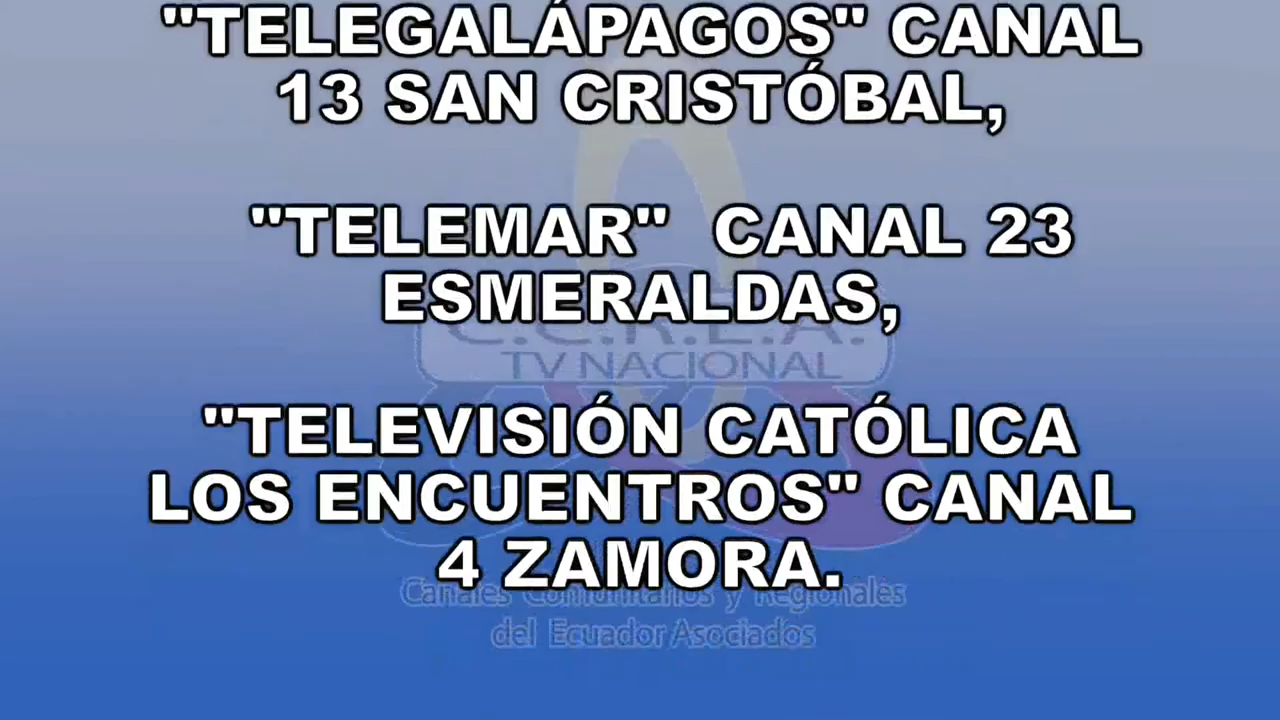 "TELEGALÁPAGOS" CANAL
13 SAN CRISTÓBAL,
"TELEMAR" CANAL 23
ESMERALDAS,
C.C.R.E.A.
TV NACIONAL
"TELEVISIÓN CATÓLICA
LOS ENCUENTROS" CANAL
4 ZAMORA.
Canales Comunitarios y Regionales
del Ecuador Asociados